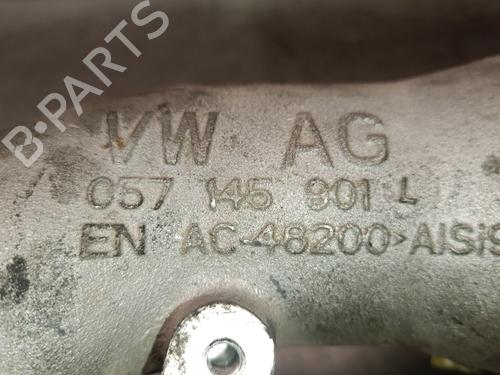 B-PARTS
VW AG
057 145 901 L
EN AC-48200>AlSi9